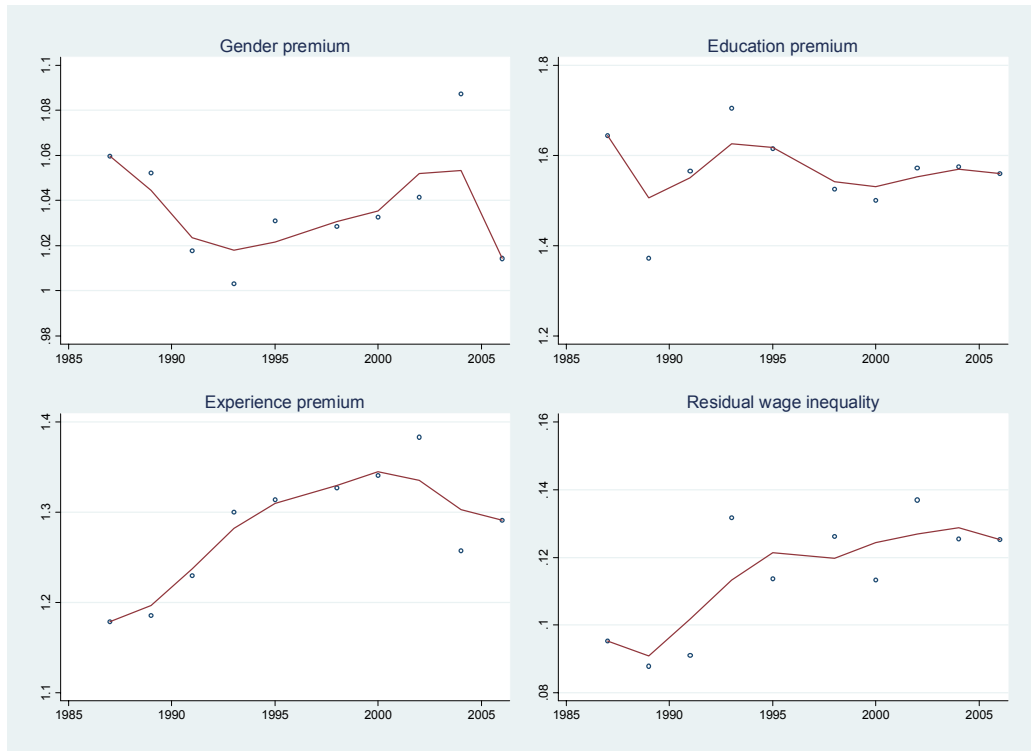 Gender premium
1.1
1.08
1.06
1.04
1.02
1
.98
1985 1990 1995 2000 2005
Education premium
1.8
1.6
1.4
1.2
1985 1990 1995 2000 2005
Experience premium
1.4
1.3
1.2
1.1
1985 1990 1995 2000 2005
Residual wage inequality
.16
.14
.12
.1
.08
1985 1990 1995 2000 2005